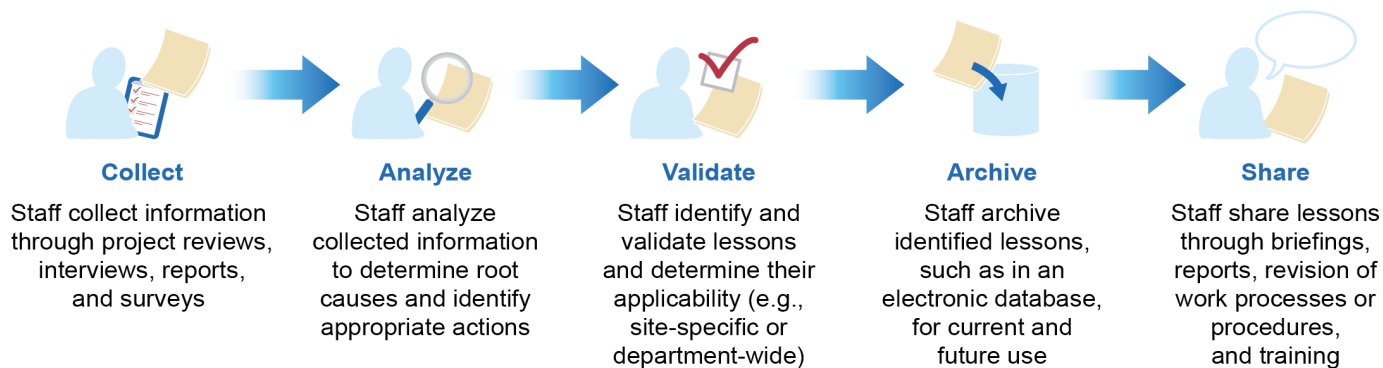 Collect
Staff collect information
through project reviews,
interviews, reports,
and surveys
Analyze
Staff analyze
collected information
to determine root
causes and identify
appropriate actions
Validate
Staff identify and
validate lessons
and determine their
applicability (e.g.,
site-specific or
department-wide)
Archive
Staff archive
identified lessons,
such as in an
electronic database,
for current and
future use
Share
Staff share lessons
through briefings,
reports, revision of
work processes or
procedures,
and training